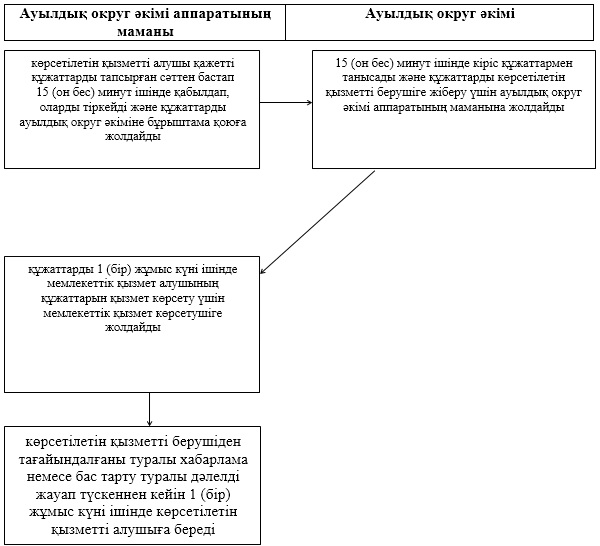 Ауылдық округ әкімі аппаратының
маманы
Ауылдық округ әкімі
көрсетілетін қызметті алушы қажетті
құжаттарды тапсырған сәттен бастап
15 (он бес) минут ішінде қабылдап,
оларды тіркейді және құжаттарды
ауылдық округ әкіміне бұрыштама қоюға
жолдайды
15 (он бес) минут ішінде кіріс құжаттармен
танысады және құжаттарды көрсетілетін
қызметті берушіге жіберу үшін ауылдық округ
әкімі аппаратының маманына жолдайды
құжаттарды 1 (бір) жұмыс күні ішінде
мемлекеттік қызмет алушының
құжаттарын қызмет көрсету үшін
мемлекеттік қызмет көрсетушіге
жолдайды
көрсетілетін қызметті берушіден
тағайындалғаны туралы хабарлама
немесе бас тарту туралы дәлелді
жауап түскеннен кейін 1 (бір)
жұмыс күні ішінде көрсетілетін
қызметті алушыға береді